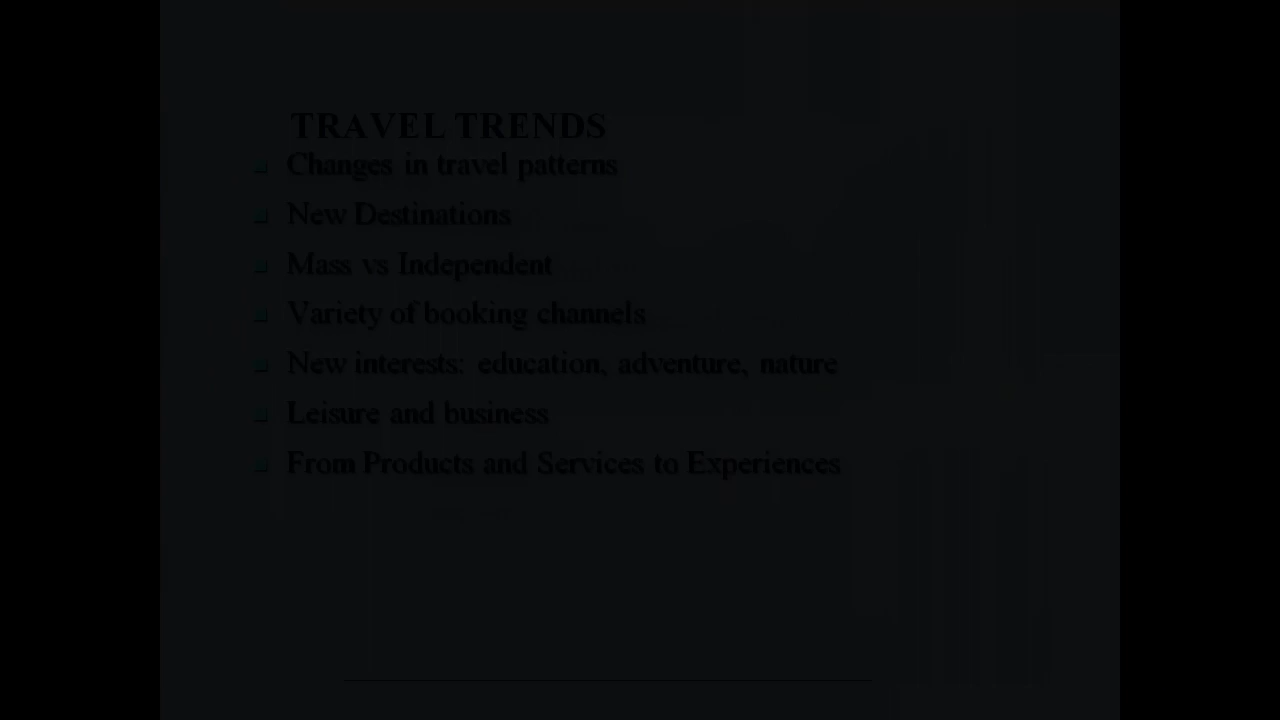 TRAVEL TRENDS
Changes in travel patterns
New Destinations
Mass vs Independent
Variety of booking channels
New interests: education, adventure, nature
Leisure and business
From Products and Services to Experiences